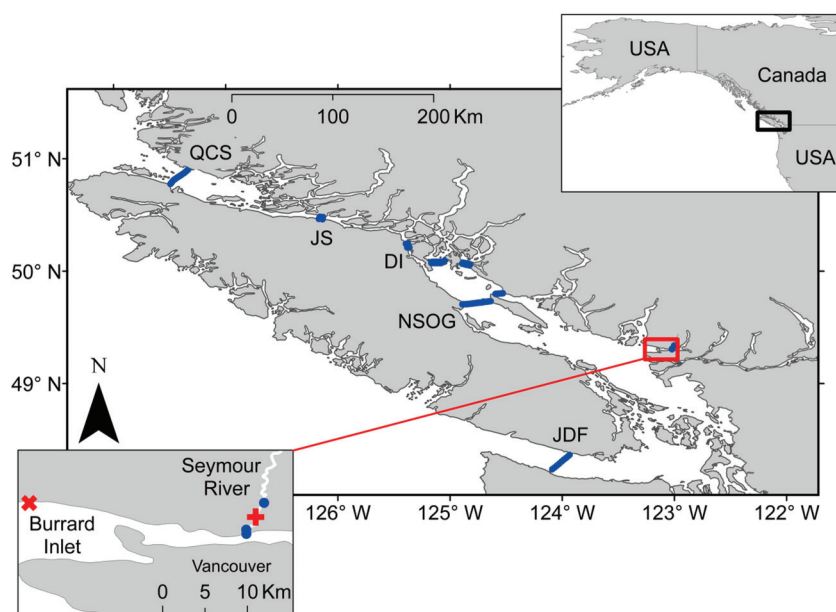 USA
Canada
USA
0 100 200 Km
51° N
QCS
JS
50° N
DI
NSOG
49° N
N
JDF
126° W 125° W 124° W 123° W 122° W
Seymour
River
Burrard
Inlet
Vancouver
0 5 10 Km